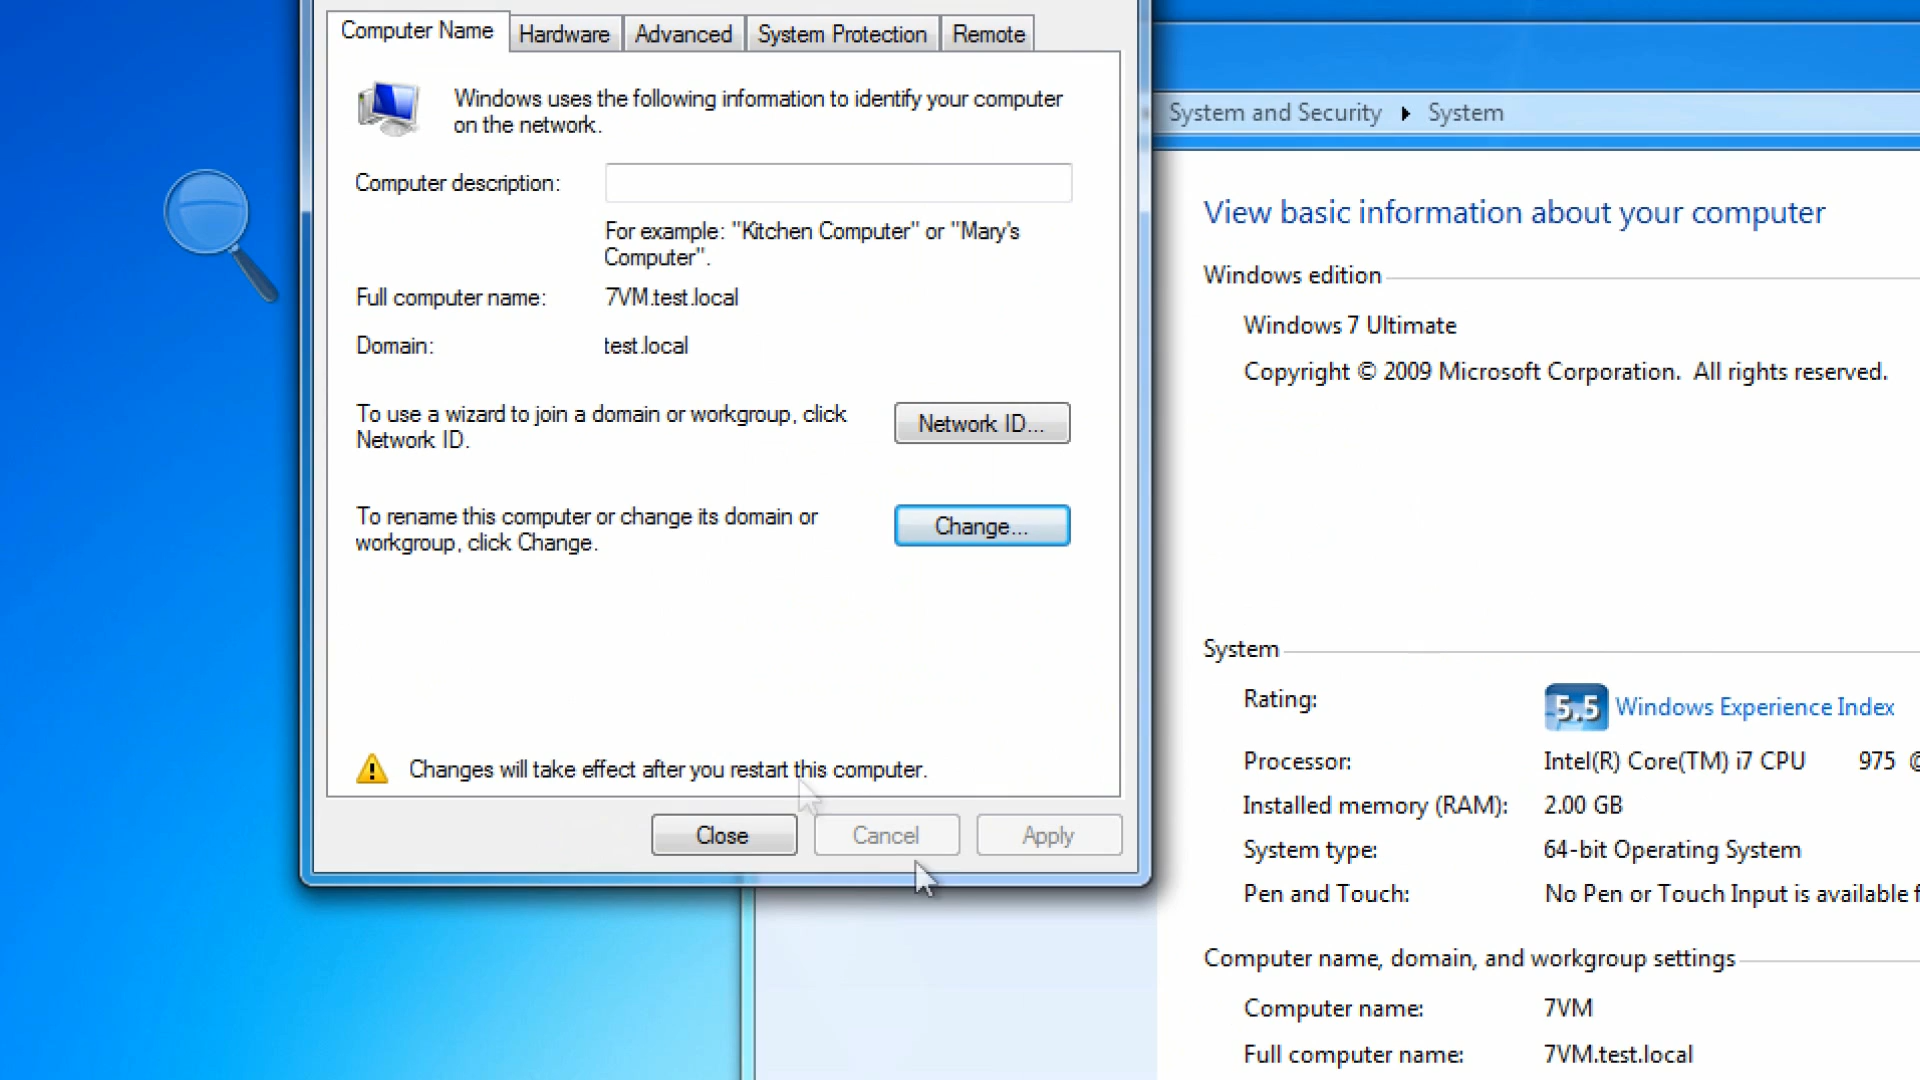 Computer Name
Hardware
Advanced
System Protection
Remote
Windows uses the following information to identify your computer
on the network.
Computer description:
For example: "Kitchen Computer" or "Mary's
Computer".
Full computer name: 7VM.test.local
Domain: test.local
To use a wizard to join a domain or workgroup, click
Network ID.
Network ID...
To rename this computer or change its domain or
workgroup, click Change.
Change...
Changes will take effect after you restart this computer.
Close
Cancel
Apply
System and Security
System
View basic information about your computer
Windows edition
Windows 7 Ultimate
Copyright © 2009 Microsoft Corporation. All rights reserved.
System
Rating: 5.5 Windows Experience Index
Processor: Intel(R) Core(TM) i7 CPU 975 @
Installed memory (RAM): 2.00 GB
System type: 64-bit Operating System
Pen and Touch: No Pen or Touch Input is available f
Computer name, domain, and workgroup settings
Computer name: 7VM
Full computer name: 7VM.test.local